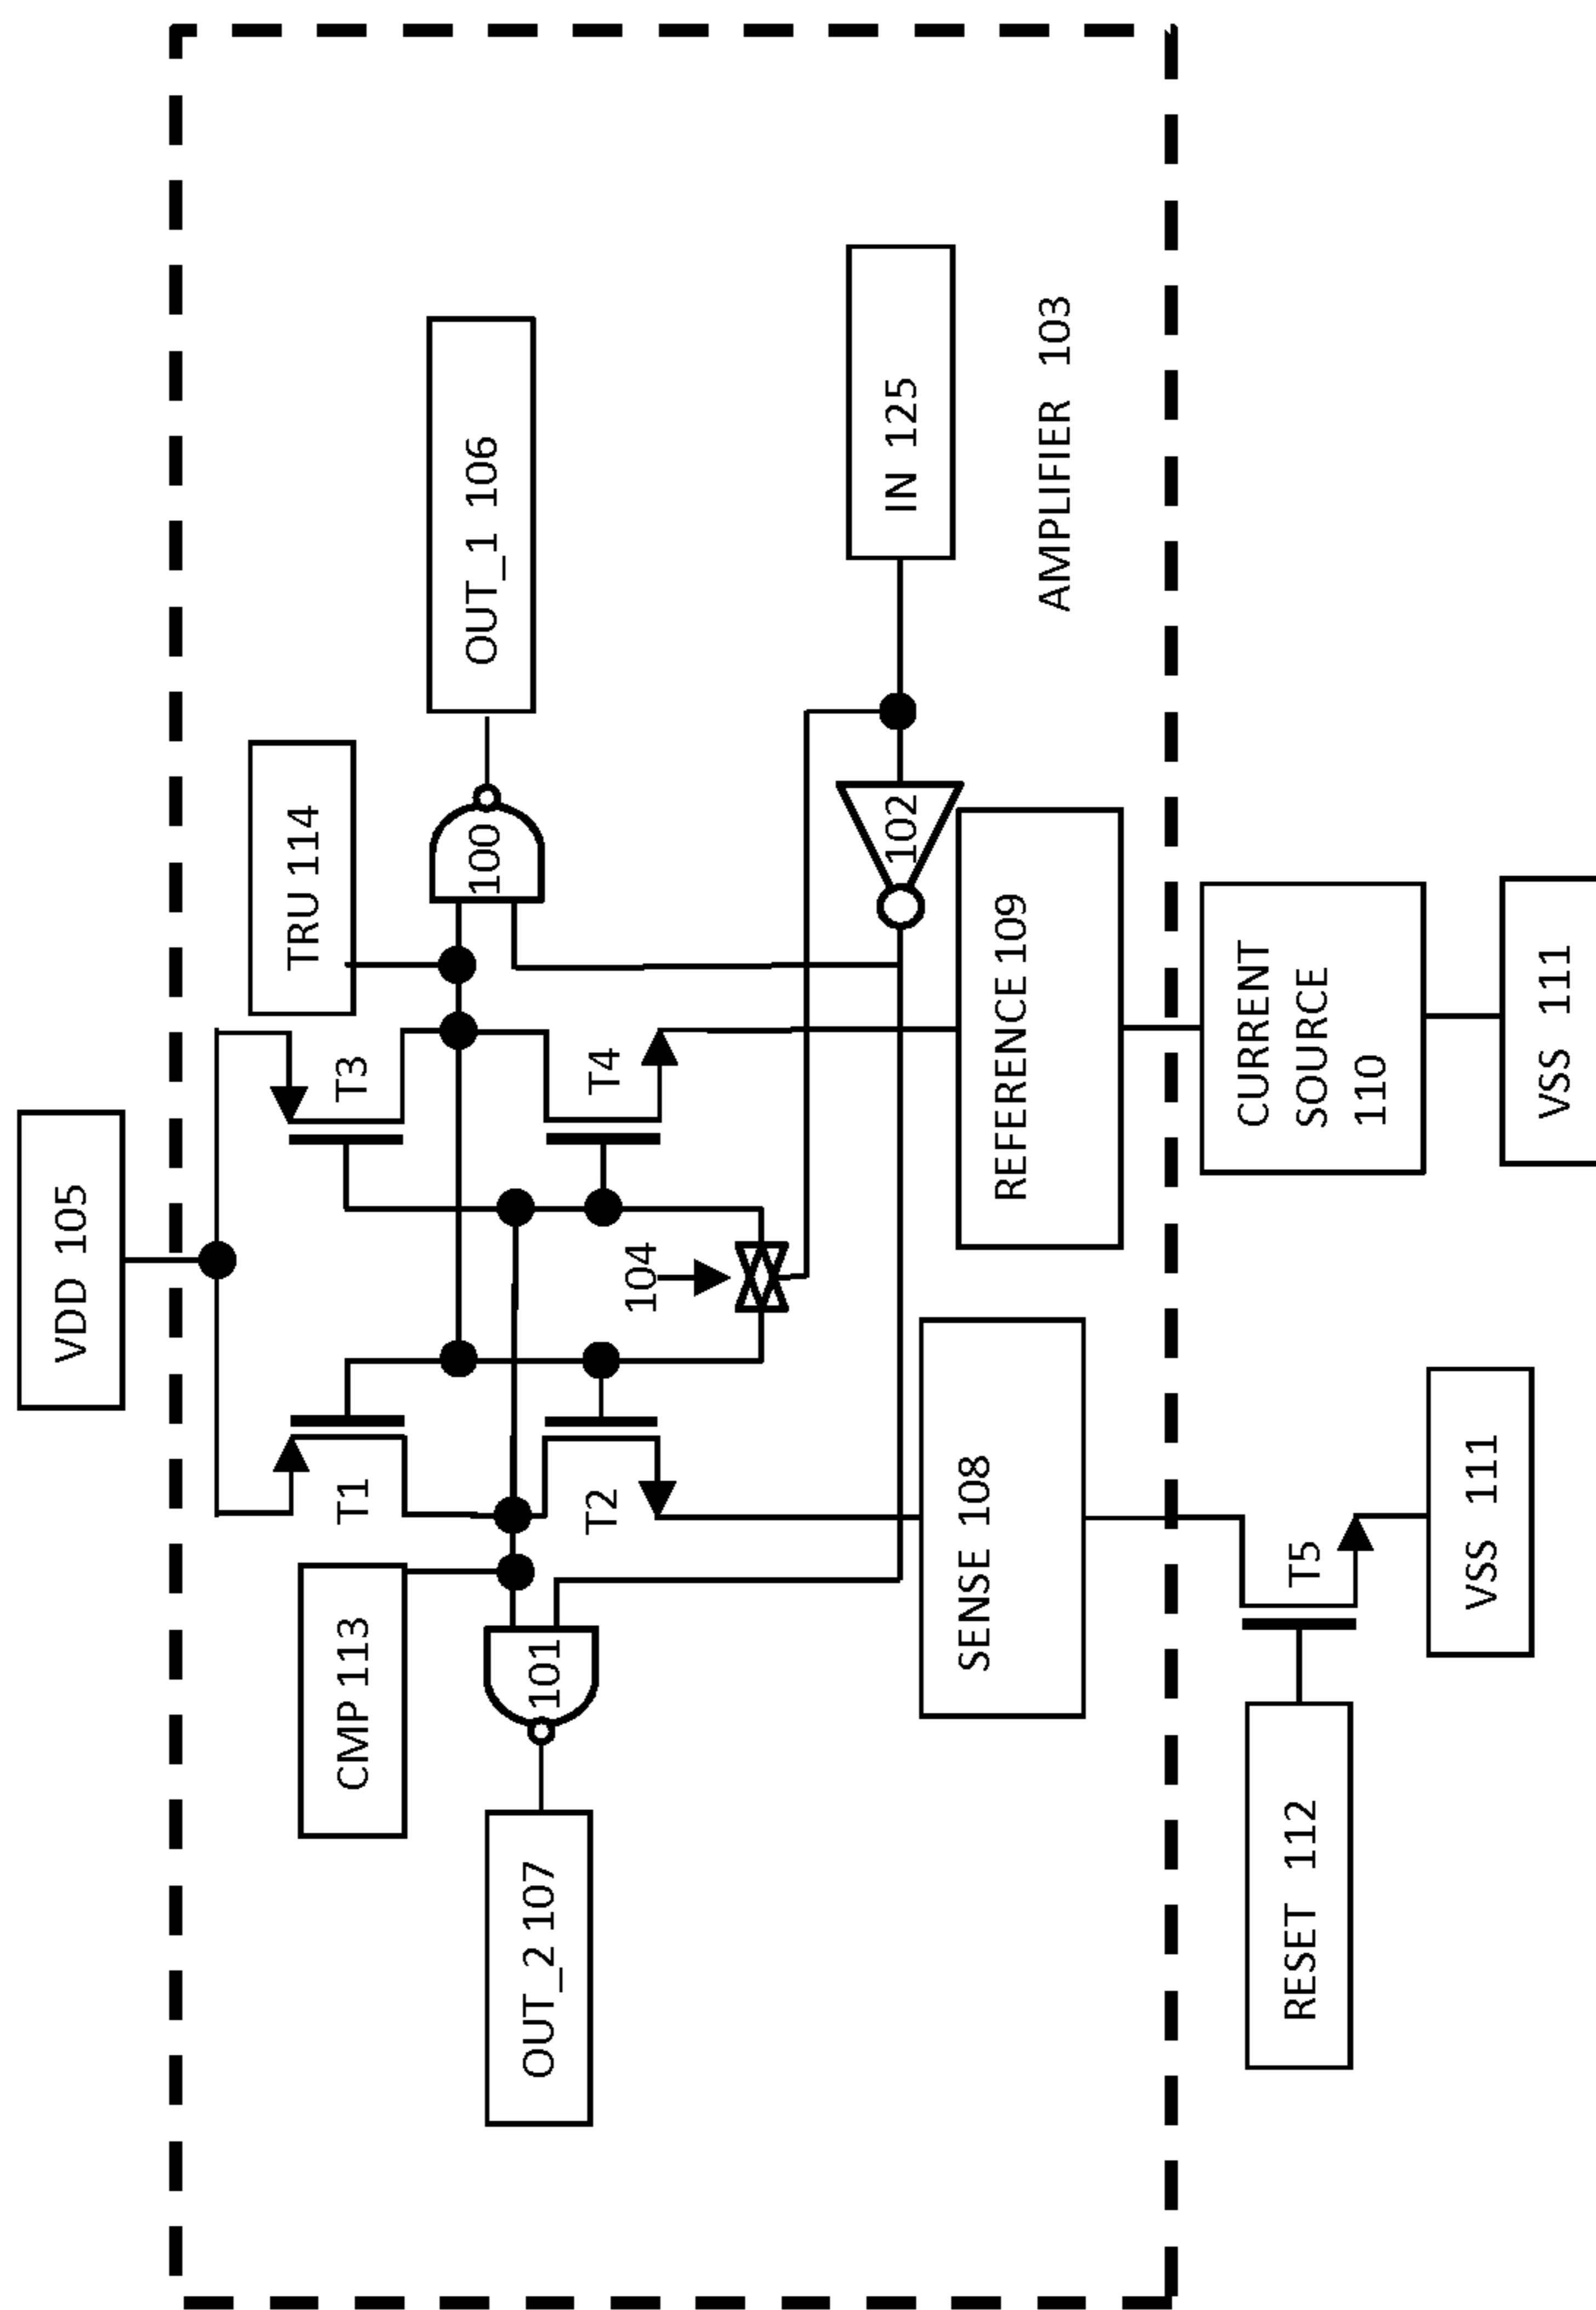 VDD 105
TRU 114
CMP 113
T1
T3
OUT_1 106
100
101
OUT_2 107
T2
T4
104
IN 125
102
SENSE 108
REFERENCE 109
AMPLIFIER 103
RESET 112
T5
CURRENT
SOURCE
110
VSS 111
VSS 111